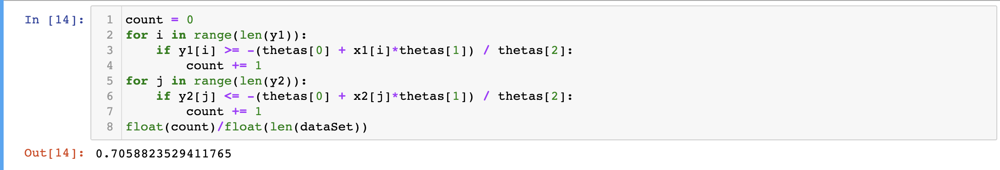 In [14]:
1 count = 0
2 for i in range(len(y1)):
3     if y1[i] >= -(thetas[0] + x1[i]*thetas[1]) / thetas[2]:
4         count += 1
5 for j in range(len(y2)):
6     if y2[j] <= -(thetas[0] + x2[j]*thetas[1]) / thetas[2]:
7         count += 1
8 float(count)/float(len(dataSet))
Out[14]: 0.7058823529411765